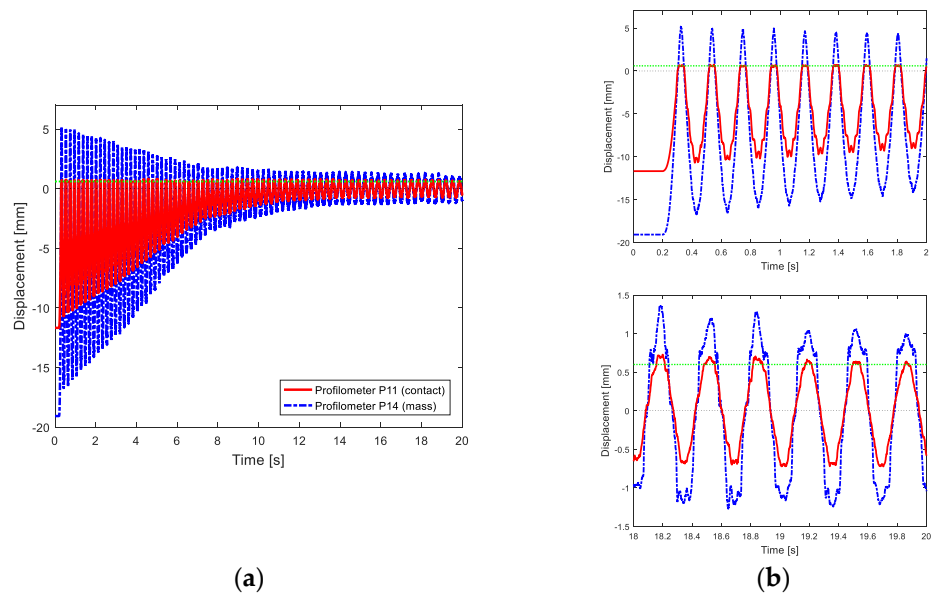 5
0
-5
-10
-15
-20
Displacement [mm]
0 2 4 6 8 10 12 14 16 18 20
Time [s]
Profilometer P11 (contact)
Profilometer P14 (mass)
(a)
5
0
-5
-10
-15
-20
Displacement [mm]
0 0.2 0.4 0.6 0.8 1 1.2 1.4 1.6 1.8 2
Time [s]
1.5
1
0.5
0
-0.5
-1
-1.5
Displacement [mm]
18 18.2 18.4 18.6 18.8 19 19.2 19.4 19.6 19.8 20
Time [s]
(b)